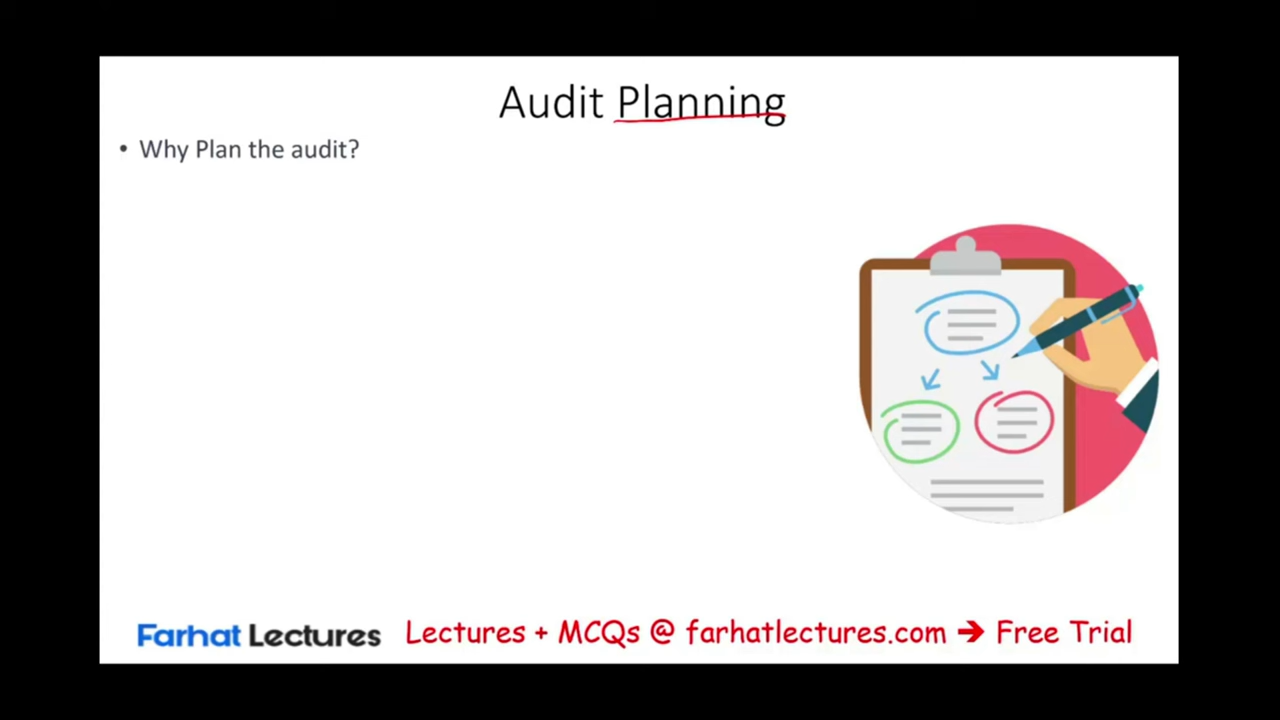 Audit Planning
• Why Plan the audit?
Farhat Lectures
Lectures + MCQs @ farhatlectures.com ➔ Free Trial